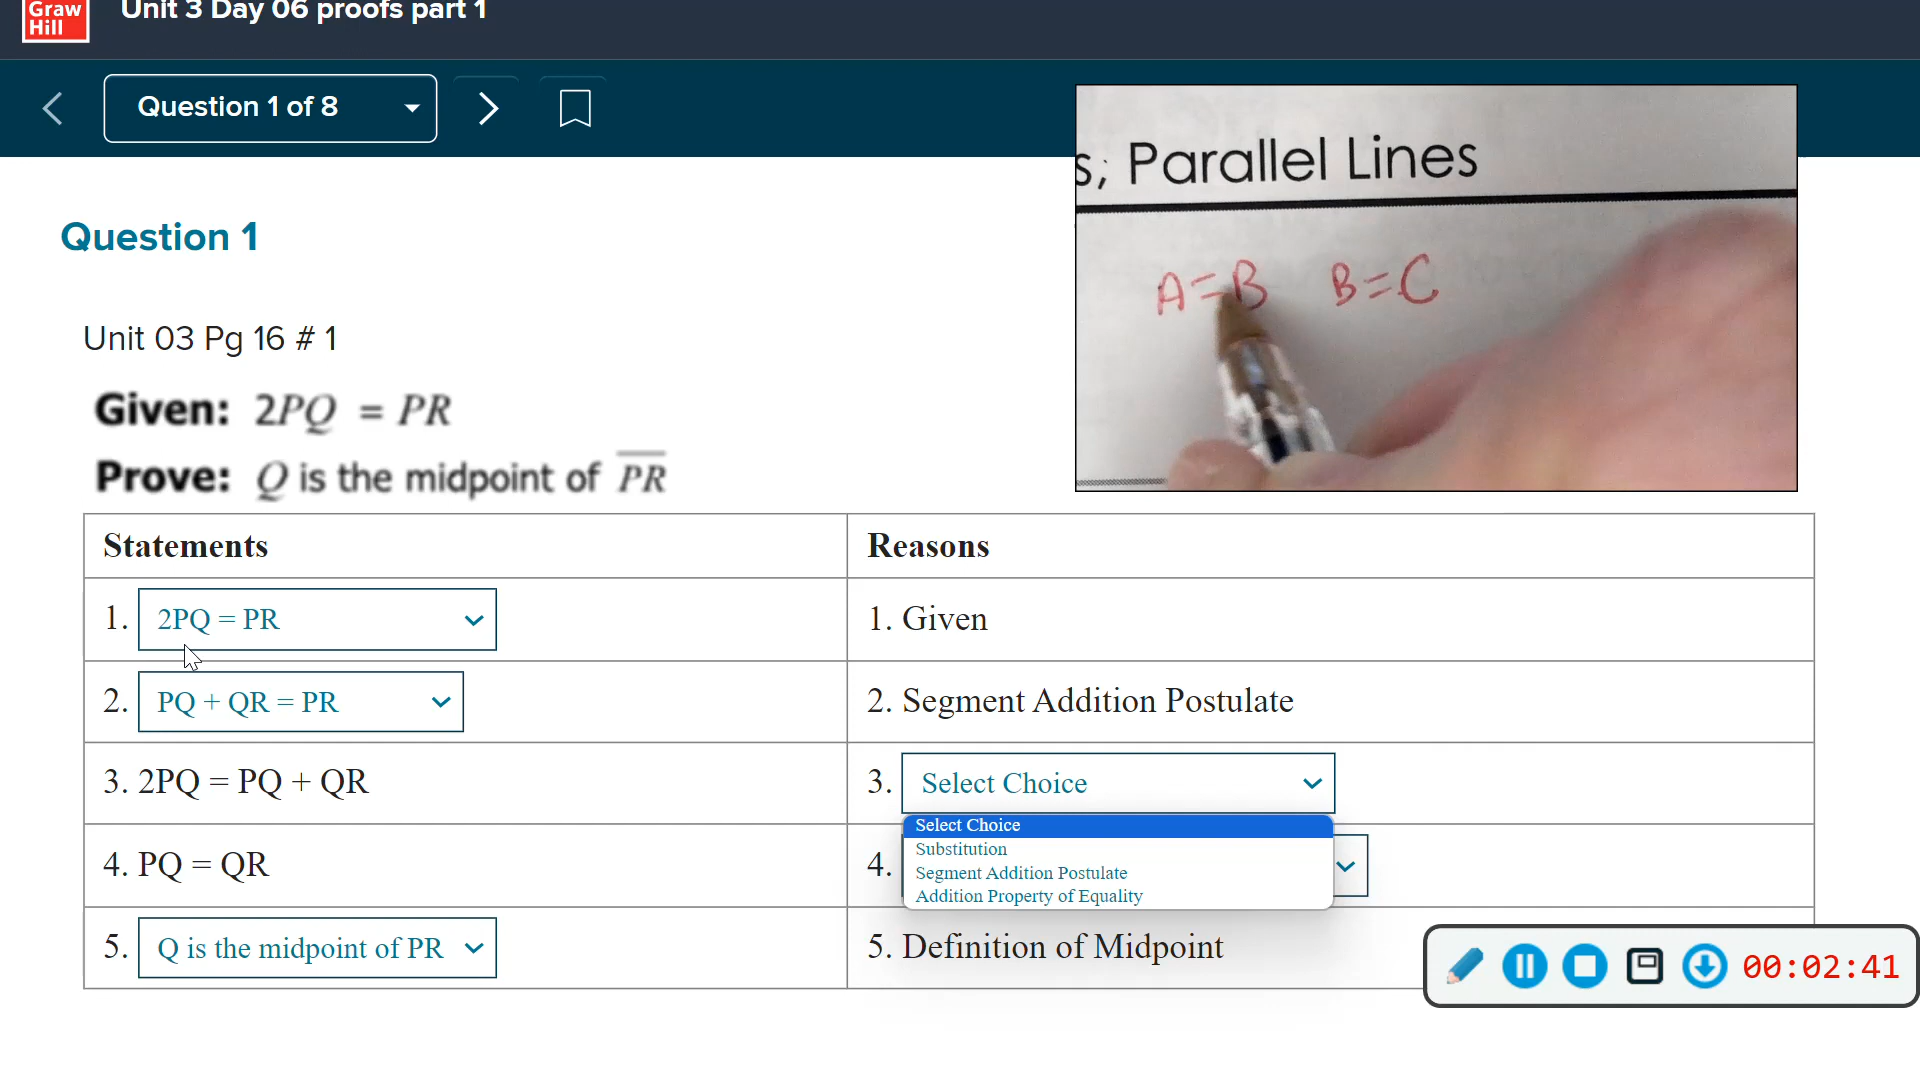 Graw
Hill
Unit 3 Day 06 proofs part 1
Question 1 of 8
s; Parallel Lines
A=B B=C
Question 1
Unit 03 Pg 16 # 1
Given: 2PQ = PR
Prove: Q is the midpoint of PR
Statements
Reasons
1. 2PQ = PR
1. Given
2. PQ + QR = PR
2. Segment Addition Postulate
3. 2PQ = PQ + QR
3. Select Choice
Select Choice
Substitution
Segment Addition Postulate
Addition Property of Equality
4. PQ = QR
4.
5. Q is the midpoint of PR
5. Definition of Midpoint
00:02:41